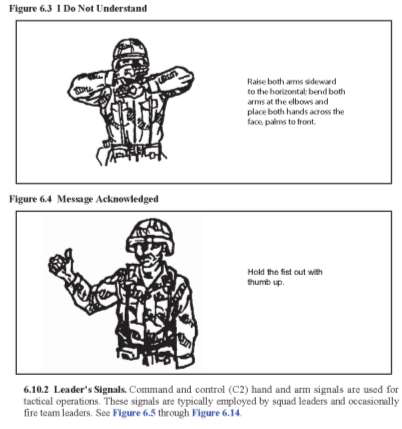 Figure 6.3 I Do Not Understand
Raise both arms sideward
to the horizontal; bend both
arms at the elbows and
place both hands across the
face, palms to front.
Figure 6.4 Message Acknowledged
Hold the fist out with
thumb up.
6.10.2 Leader's Signals. Command and control (C2) hand and arm signals are used for
tactical operations. These signals are typically employed by squad leaders and occasionally
fire team leaders. See Figure 6.5 through Figure 6.14.